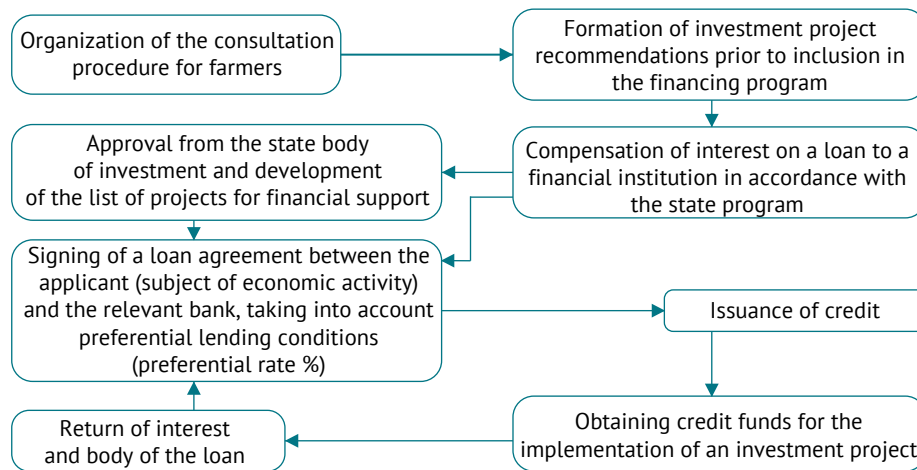 Organization of the consultation
procedure for farmers
Formation of investment project
recommendations prior to inclusion in
the financing program
Approval from the state body
of investment and development
of the list of projects for financial support
Compensation of interest on a loan to a
financial institution in accordance with
the state program
Signing of a loan agreement between the
applicant (subject of economic activity)
and the relevant bank, taking into account
preferential lending conditions
(preferential rate %)
Issuance of credit
Return of interest
and body of the loan
Obtaining credit funds for the
implementation of an investment project